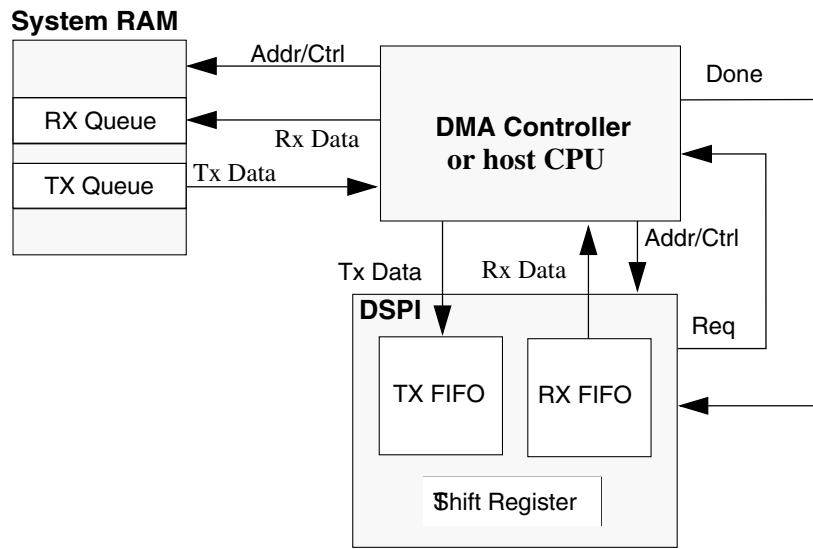 System RAM
Addr/Ctrl
Done
RX Queue
Rx Data
DMA Controller
or host CPU
TX Queue
Tx Data
Addr/Ctrl
Tx Data
Rx Data
DSPI
Req
TX FIFO
RX FIFO
Shift Register